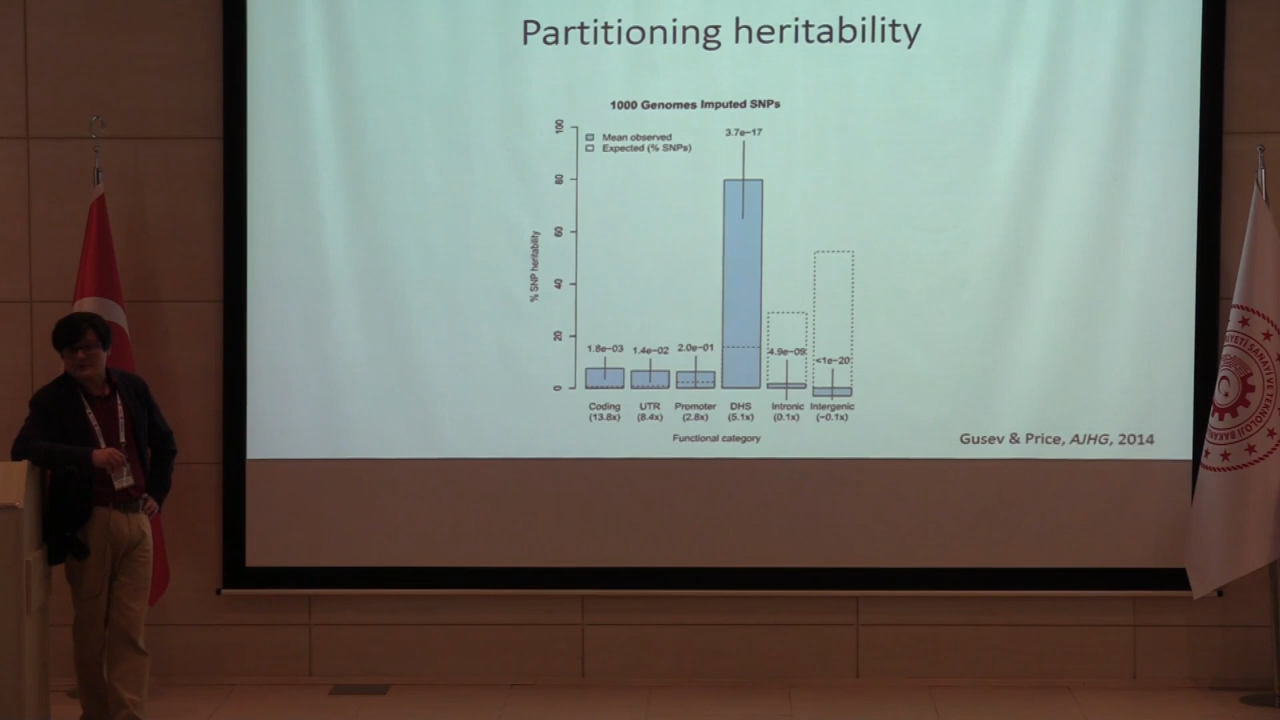 Partitioning heritability
1000 Genomes Imputed SNPs
Mean observed
Expected (% SNPs)
% SNP heritability
100
80
60
40
20
0
1.8e−03
1.4e−02
2.0e−01
3.7e−17
4.9e−09
<1e−20
Coding
(13.8x)
UTR
(8.4x)
Promoter
(2.8x)
DHS
(5.1x)
Intronic
(0.1x)
Intergenic
(−0.1x)
Functional category
Gusev & Price, AJHG, 2014